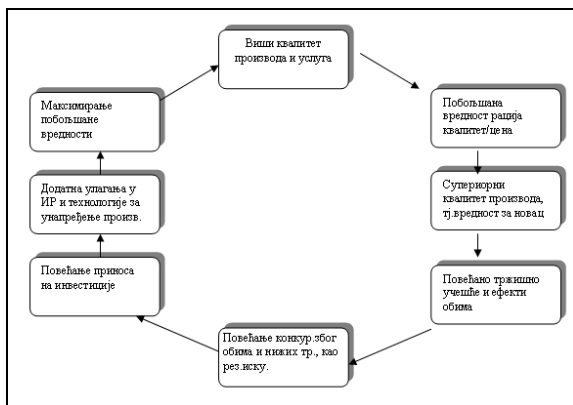 Виши квалитет
производа и услуга
Побољшана
вредност рација
квалитет/цена
Супериорни
квалитет производа,
тј.вредност за новац
Повећано тржишно
учешће и ефекти
обима
Повећање конкур.због
обима и нижих тр., као
рез.иску.
Повећање приноса
на инвестиције
Додатна улагања у
ИР и технологије за
унапређење произв.
Максимирање
побољшане
вредности